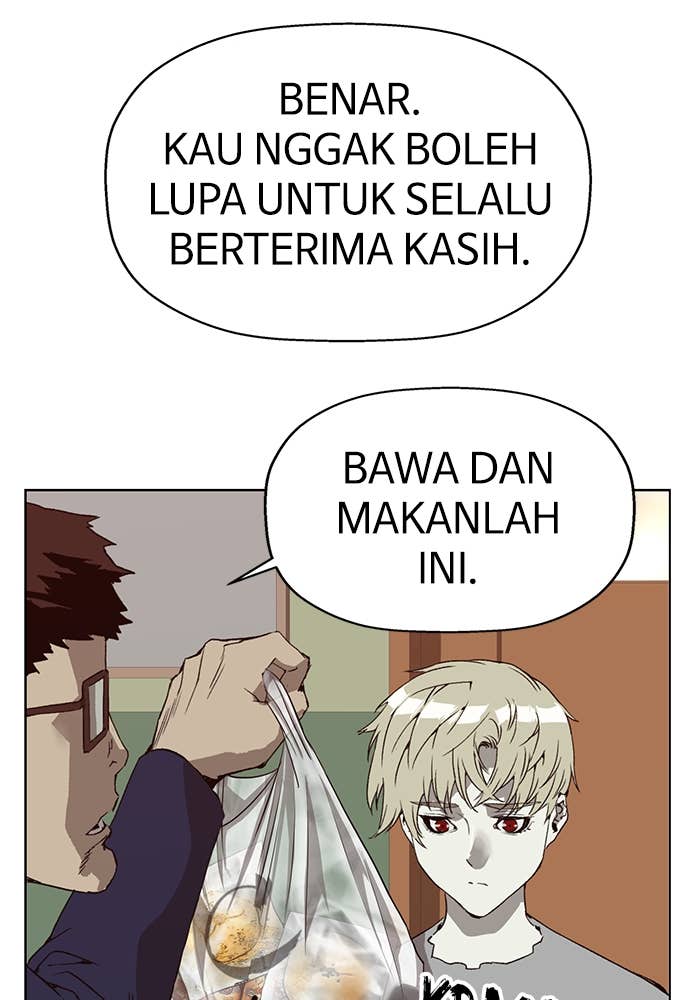 BENAR.
KAU NGGAK BOLEH
LUPA UNTUK SELALU
BERTERIMA KASIH.
BAWA DAN
MAKANLAH
INI.